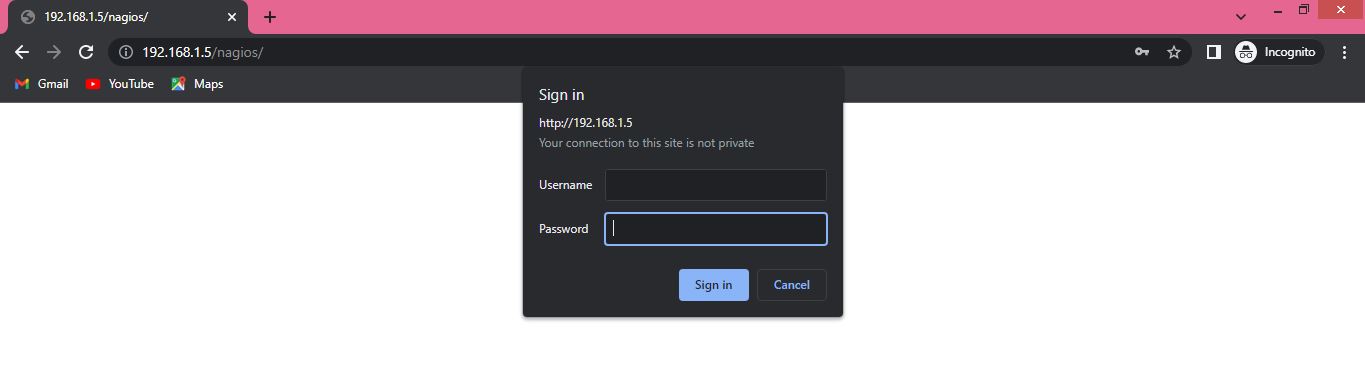 192.168.1.5/nagios/
192.168.1.5/nagios/
Incognito
Gmail YouTube Maps
Sign in
http://192.168.1.5
Your connection to this site is not private
Username
Password
Sign in Cancel